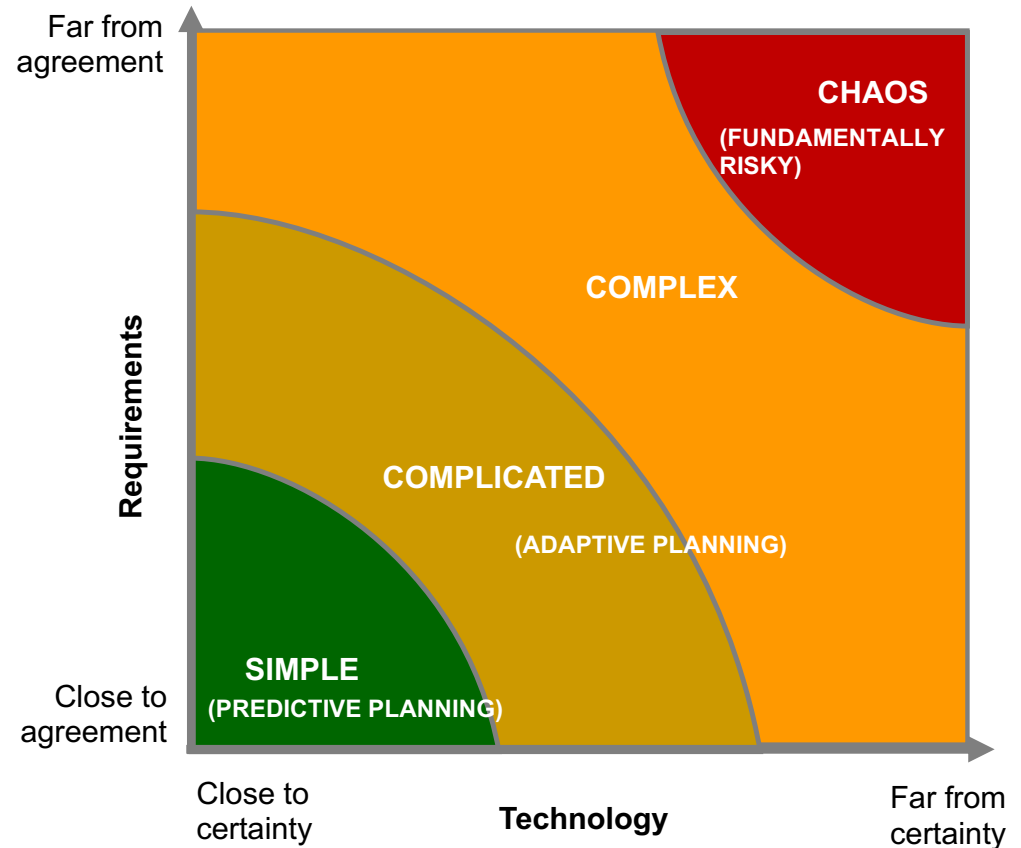 Far from
agreement
CHAOS
(FUNDAMENTALLY
RISKY)
COMPLEX
Requirements
COMPLICATED
(ADAPTIVE PLANNING)
SIMPLE
(PREDICTIVE PLANNING)
Close to
agreement
Close to
certainty
Technology
Far from
certainty